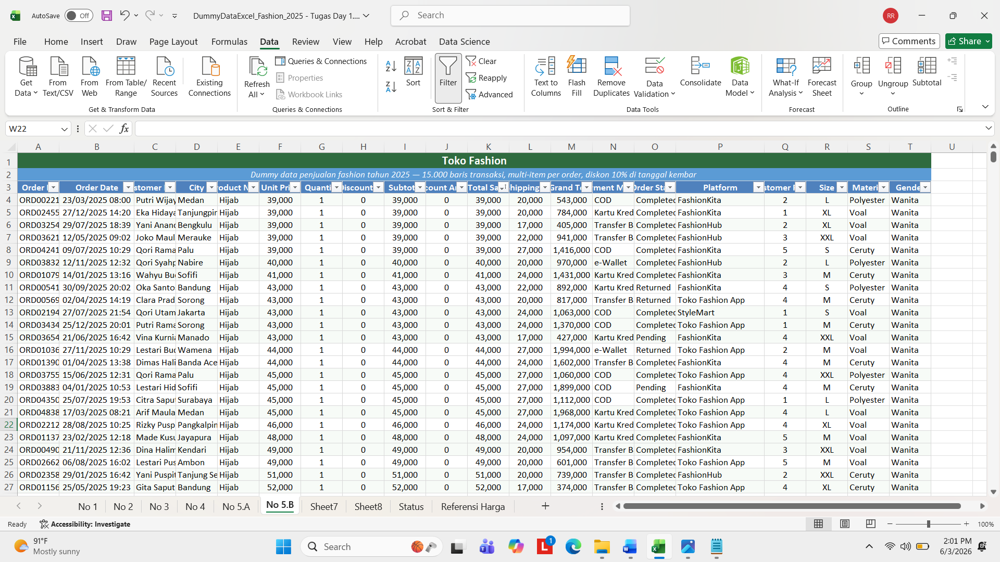 AutoSave Off DummyDataExcel_Fashion_2025 - Tugas Day 1.... Search RR
File Home Insert Draw Page Layout Formulas Data Review View Help Acrobat Data Science Comments Share
Get Data From Text/CSV From Web From Table/ Range Recent Sources Existing Connections Refresh All Queries & Connections Properties Workbook Links Sort Filter Clear Reapply Advanced Text to Columns Flash Fill Remove Duplicates Data Validation Consolidate Data Model What-If Analysis Forecast Sheet Group Ungroup Subtotal
Get & Transform Data Queries & Connections Sort & Filter Data Tools Forecast Outline
W22 fx
A B C D E F G H I J K L M N O P Q R S T U
1 Toko Fashion
2 Dummy data penjualan fashion tahun 2025 — 15.000 baris transaksi, multi-item per order, diskon 10% di tanggal kembar
3 Order Order Date stomer City oduct N Unit Pri Quanti Discount Subtot count A Total Sa hipping Grand T ment M Order Sta Platform stomer Size Materi Gende
4 ORD00221 23/03/2025 08:00 Putri Wijay Medan Hijab 39,000 1 0 39,000 0 39,000 20,000 543,000 COD Completed FashionKita 2 L Polyester Wanita
5 ORD02455 27/12/2025 14:20 Eka Hidaya Tanjungpin Hijab 39,000 1 0 39,000 0 39,000 20,000 784,000 Kartu Kred Completed FashionKita 1 XL Voal Wanita
6 ORD03254 29/07/2025 18:39 Yani Anand Bengkulu Hijab 39,000 1 0 39,000 0 39,000 17,000 405,000 Transfer B Completed FashionHub 2 XL Voal Wanita
7 ORD03621 12/05/2025 09:02 Joko Maul Merauke Hijab 39,000 1 0 39,000 0 39,000 22,000 941,000 Transfer B Completed FashionHub 3 XXL Voal Wanita
8 ORD04241 09/07/2025 10:29 Qori Rama Palu Hijab 39,000 1 0 39,000 0 39,000 27,000 1,416,000 COD Completed FashionKita 5 S Ceruty Wanita
9 ORD03832 12/11/2025 12:32 Qori Syahp Nabire Hijab 40,000 1 0 40,000 0 40,000 20,000 970,000 e-Wallet Completed FashionHub 2 L Polyester Wanita
10 ORD01079 14/01/2025 13:16 Wahyu Bu Sofifi Hijab 41,000 1 0 41,000 0 41,000 24,000 1,431,000 Kartu Kred Completed FashionKita 3 M Ceruty Wanita
11 ORD00541 30/09/2025 20:02 Oka Santo Bandung Hijab 43,000 1 0 43,000 0 43,000 22,000 892,000 Kartu Kred Returned FashionKita 4 S Polyester Wanita
12 ORD00569 02/04/2025 14:19 Clara Prad Sorong Hijab 43,000 1 0 43,000 0 43,000 20,000 817,000 Transfer B Returned Toko Fashion App 4 M Ceruty Wanita
13 ORD02194 27/07/2025 21:54 Qori Utam Jakarta Hijab 43,000 1 0 43,000 0 43,000 24,000 1,063,000 COD Completed StyleMart 1 S Voal Wanita
14 ORD03434 25/12/2025 20:01 Putri Rama Sorong Hijab 43,000 1 0 43,000 0 43,000 24,000 1,370,000 COD Completed Toko Fashion App 1 M Ceruty Wanita
15 ORD03654 21/06/2025 16:42 Vina Kurnia Manado Hijab 43,000 1 0 43,000 0 43,000 17,000 427,000 Kartu Kred Pending FashionKita 4 XXL Voal Wanita
16 ORD01036 27/11/2025 10:29 Lestari Bud Wamena Hijab 44,000 1 0 44,000 0 44,000 27,000 1,994,000 e-Wallet Returned Toko Fashion App 2 M Voal Wanita
17 ORD01390 01/04/2025 13:38 Dimas Hali Banda Ace Hijab 44,000 1 0 44,000 0 44,000 24,000 1,602,000 Transfer B Completed FashionKita 4 M Ceruty Wanita
18 ORD03755 15/06/2025 12:31 Qori Rama Palu Hijab 45,000 1 0 45,000 0 45,000 27,000 1,060,000 COD Completed Toko Fashion App 4 XXL Polyester Wanita
19 ORD03883 04/01/2025 10:53 Lestari Hid Sofifi Hijab 45,000 1 0 45,000 0 45,000 27,000 1,899,000 COD Pending FashionKita 4 M Ceruty Wanita
20 ORD04350 25/07/2025 19:53 Citra Saput Surabaya Hijab 45,000 1 0 45,000 0 45,000 27,000 1,112,000 COD Completed Toko Fashion App 1 L Polyester Wanita
21 ORD04838 17/03/2025 08:21 Arif Maula Medan Hijab 45,000 1 0 45,000 0 45,000 27,000 1,968,000 Kartu Kred Completed FashionKita 4 L Voal Wanita
22 ORD02212 28/08/2025 10:25 Rizky Pusp Pangkalpin Hijab 46,000 1 0 46,000 0 46,000 24,000 1,174,000 Kartu Kred Completed Toko Fashion App 4 XL Voal Wanita
23 ORD01137 23/02/2025 12:18 Made Kusu Jayapura Hijab 48,000 1 0 48,000 0 48,000 24,000 1,097,000 Kartu Kred Completed FashionKita 5 M Voal Wanita
24 ORD00490 21/11/2025 12:36 Dina Halim Kendari Hijab 49,000 1 0 49,000 0 49,000 20,000 954,000 Transfer B Completed FashionKita 3 XXL Voal Wanita
25 ORD02662 06/08/2025 16:02 Lestari Pus Ambon Hijab 49,000 1 0 49,000 0 49,000 20,000 601,000 Transfer B Completed Toko Fashion App 5 M Voal Wanita
26 ORD02358 29/01/2025 16:42 Yani Puspit Tanjung Se Hijab 51,000 1 0 51,000 0 51,000 20,000 739,000 Transfer B Completed FashionHub 2 XXL Ceruty Wanita
27 ORD01156 25/05/2025 19:23 Gita Saput Bandung Hijab 52,000 1 0 52,000 0 52,000 17,000 374,000 Transfer B Completed Toko Fashion App 4 XL Ceruty Wanita
No 1 No 2 No 3 No 4 No 5.A No 5.B Sheet7 Sheet8 Status Referensi Harga
Ready Accessibility: Investigate 100%
91°F
Mostly sunny
Search
1
2:01 PM
6/3/2026